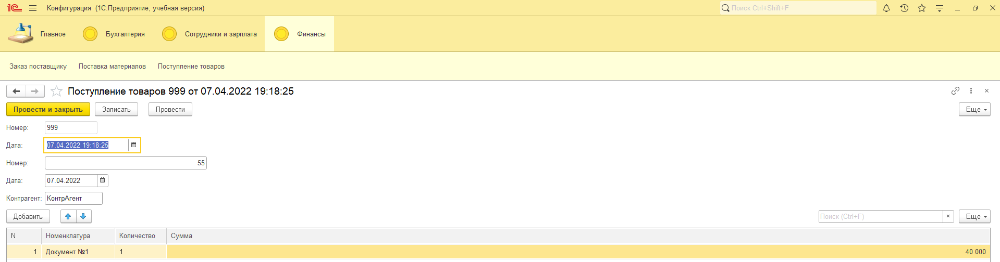 1С Конфигурация (1С:Предприятие, учебная версия) Поиск Ctrl+Shift+F
Главное Бухгалтерия Сотрудники и зарплата Финансы
Заказ поставщику Поставка материалов Поступление товаров
Поступление товаров 999 от 07.04.2022 19:18:25
Провести и закрыть Записать Провести Еще
Номер: 999
Дата: 07.04.2022 19:18:25
Номер: 55
Дата: 07.04.2022
Контрагент: КонтрАгент
Добавить Поиск (Ctrl+F) × Еще
N Номенклатура Количество Сумма
1 Документ №1 1 40 000